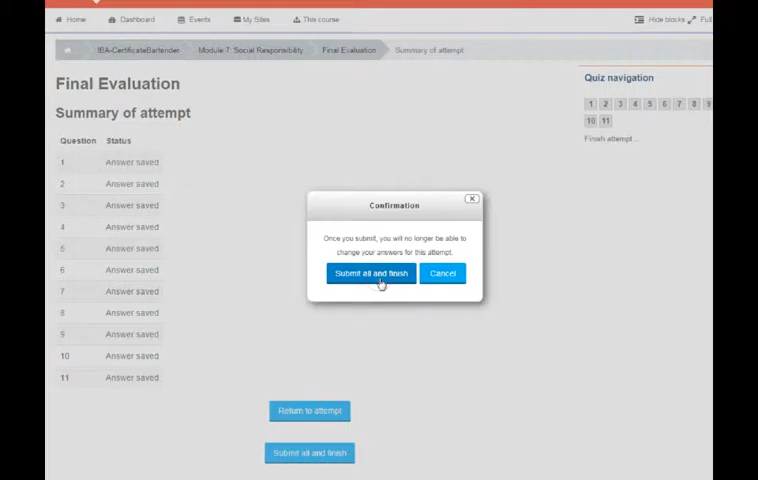 Home Dashboard Events My Sites This course Hide blocks Full
IBA-CertificateBartender Module 7: Social Responsibility Final Evaluation Summary of attempt
Final Evaluation
Summary of attempt
Question Status
1 Answer saved
2 Answer saved
3 Answer saved
4 Answer saved
5 Answer saved
6 Answer saved
7 Answer saved
8 Answer saved
9 Answer saved
10 Answer saved
11 Answer saved
Return to attempt
Submit all and finish
Confirmation
Once you submit, you will no longer be able to
change your answers for this attempt.
Submit all and finish Cancel
Quiz navigation
1 2 3 4 5 6 7 8 9
10 11
Finish attempt ...